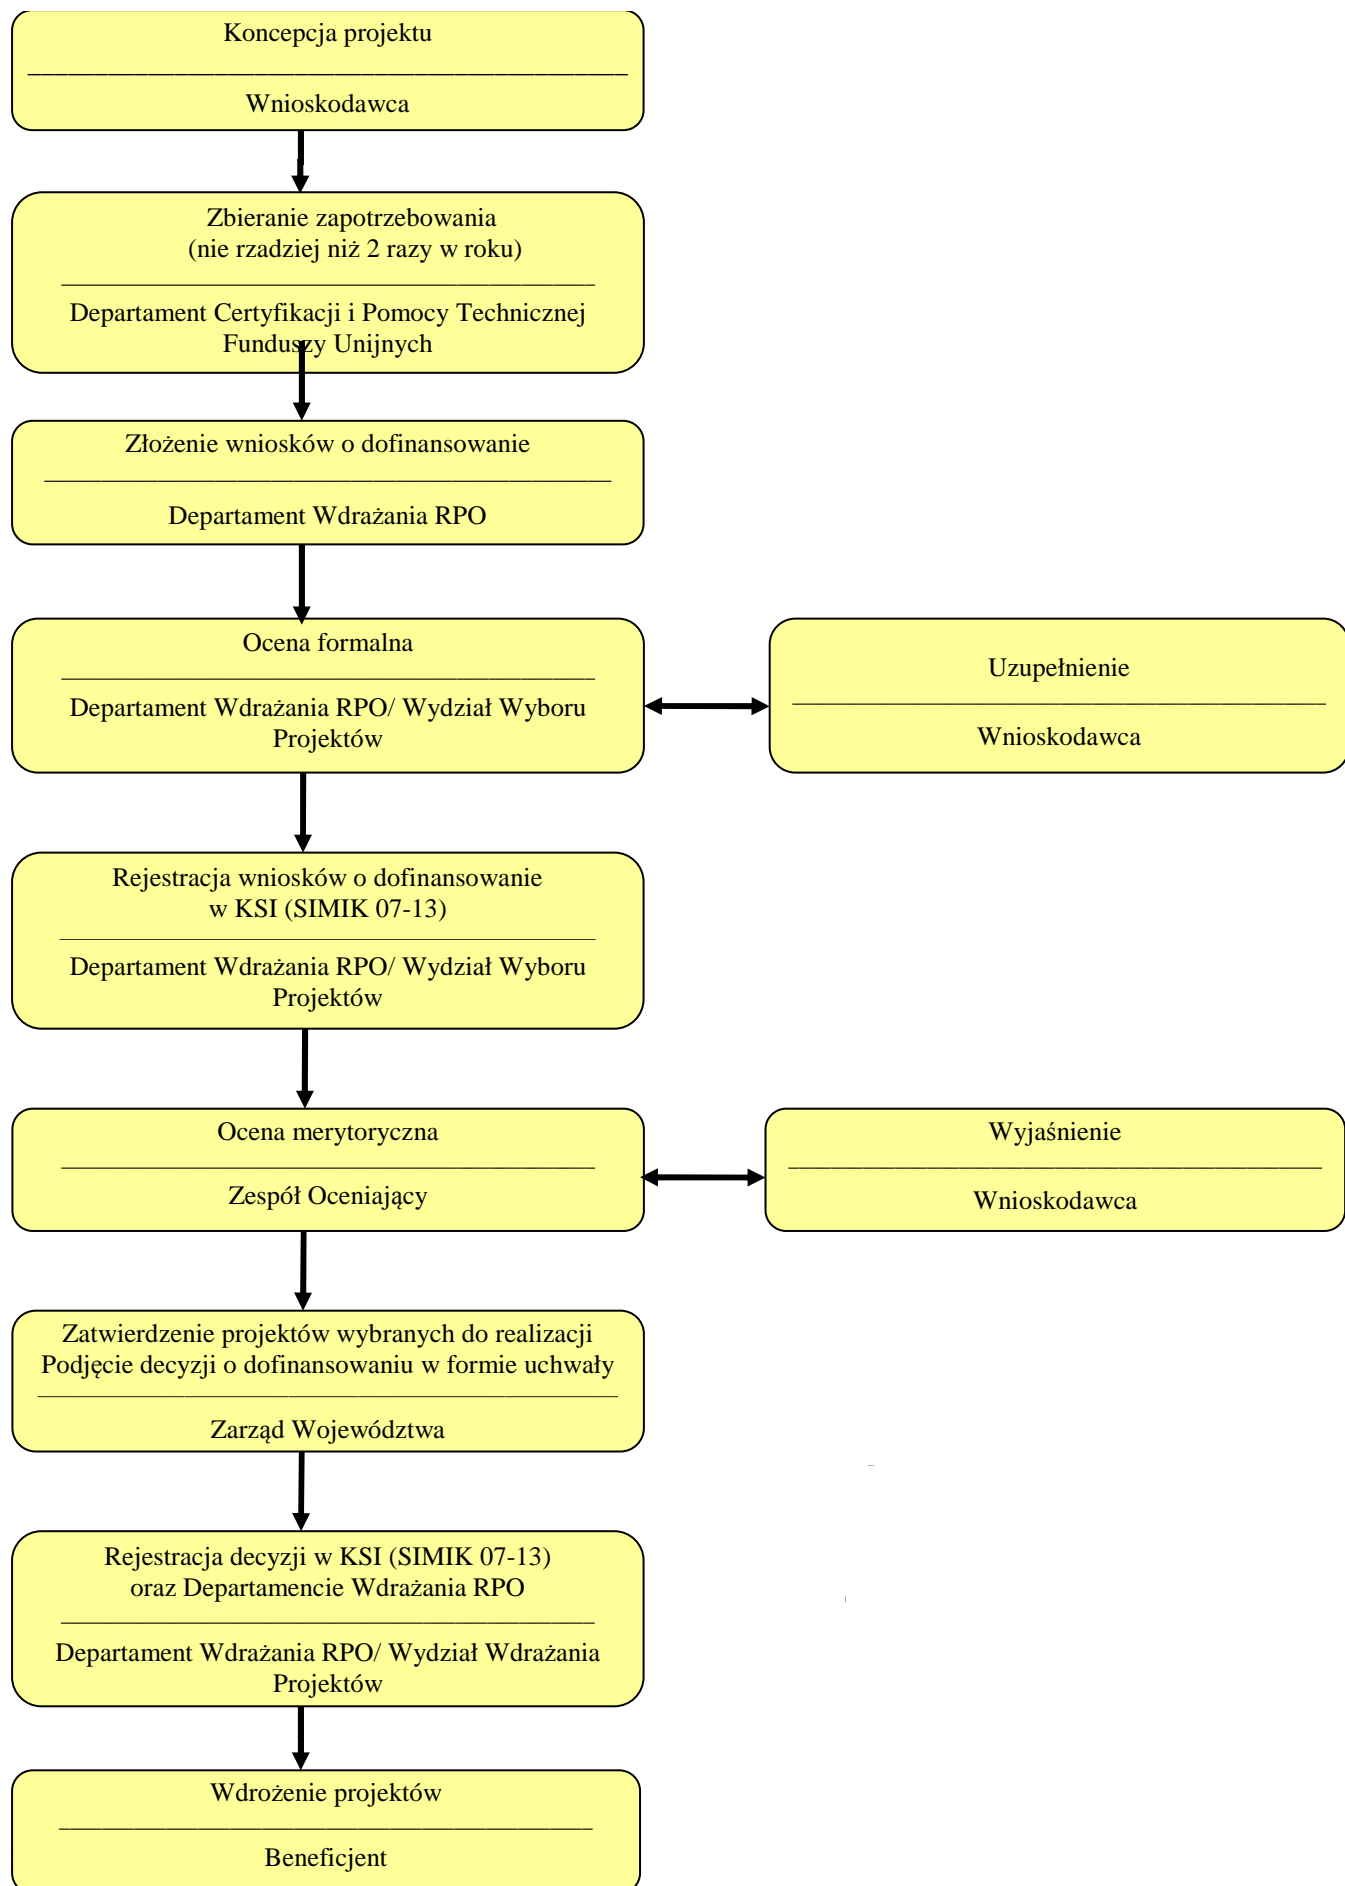 Koncepcja projektu
Wnioskodawca
Zbieranie zapotrzebowania
(nie rzadziej niż 2 razy w roku)
Departament Certyfikacji i Pomocy Technicznej
Funduszy Unijnych
Złożenie wniosków o dofinansowanie
Departament Wdrażania RPO
Ocena formalna
Departament Wdrażania RPO/ Wydział Wyboru
Projektów
Uzupełnienie
Wnioskodawca
Rejestracja wniosków o dofinansowanie
w KSI (SIMIK 07-13)
Departament Wdrażania RPO/ Wydział Wyboru
Projektów
Ocena merytoryczna
Zespół Oceniający
Wyjaśnienie
Wnioskodawca
Zatwierdzenie projektów wybranych do realizacji
Podjęcie decyzji o dofinansowaniu w formie uchwały
Zarząd Województwa
Rejestracja decyzji w KSI (SIMIK 07-13)
oraz Departamencie Wdrażania RPO
Departament Wdrażania RPO/ Wydział Wdrażania
Projektów
Wdrożenie projektów
Beneficjent